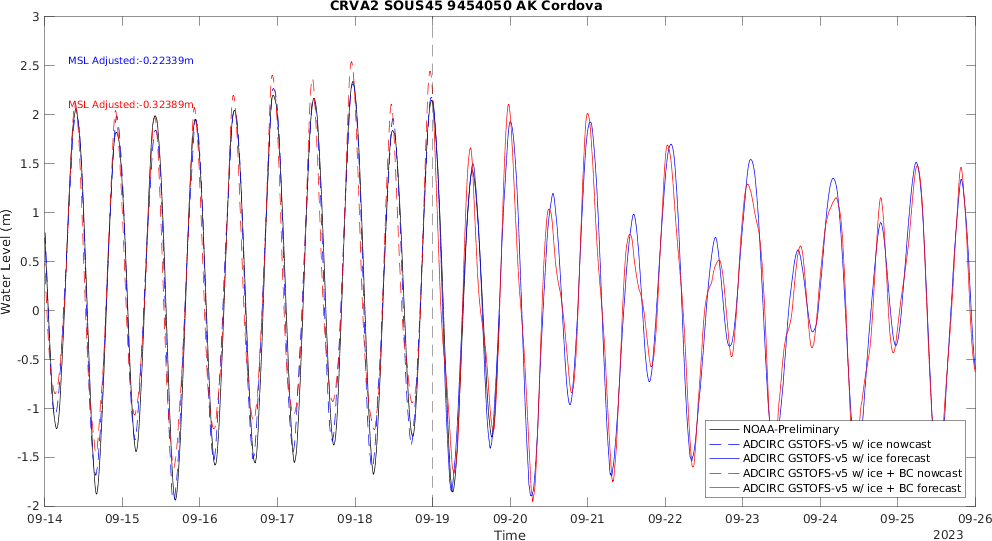 CRVA2 SOUS45 9454050 AK Cordova
3
2.5
2
1.5
1
0.5
0
-0.5
-1
-1.5
-2
Water Level (m)
MSL Adjusted:-0.22339m
MSL Adjusted:-0.32389m
NOAA-Preliminary
ADCIRC GSTOFS-v5 w/ ice nowcast
ADCIRC GSTOFS-v5 w/ ice forecast
ADCIRC GSTOFS-v5 w/ ice + BC nowcast
ADCIRC GSTOFS-v5 w/ ice + BC forecast
09-14 09-15 09-16 09-17 09-18 09-19 09-20 09-21 09-22 09-23 09-24 09-25 09-26
Time
2023